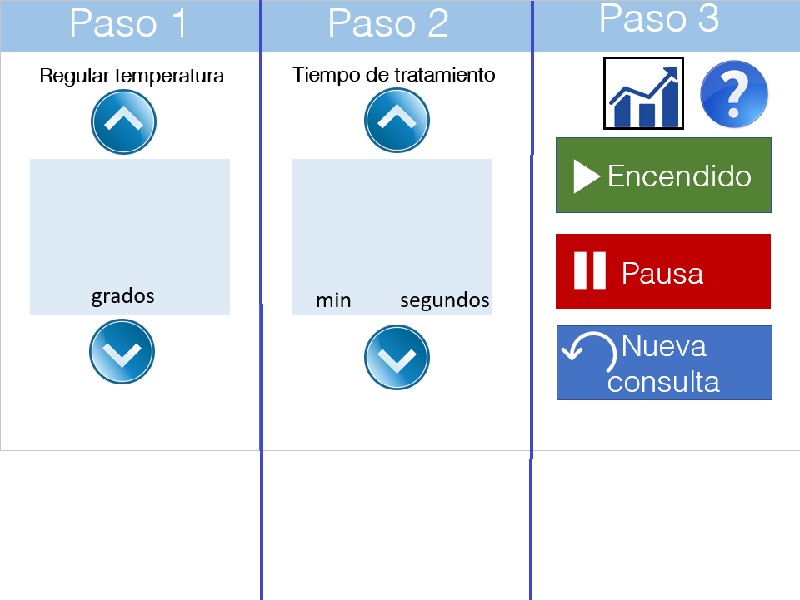 Paso 1
Regular temperatura
grados
Paso 2
Tiempo de tratamiento
min segundos
Paso 3
?
Encendido
Pausa
Nueva
consulta